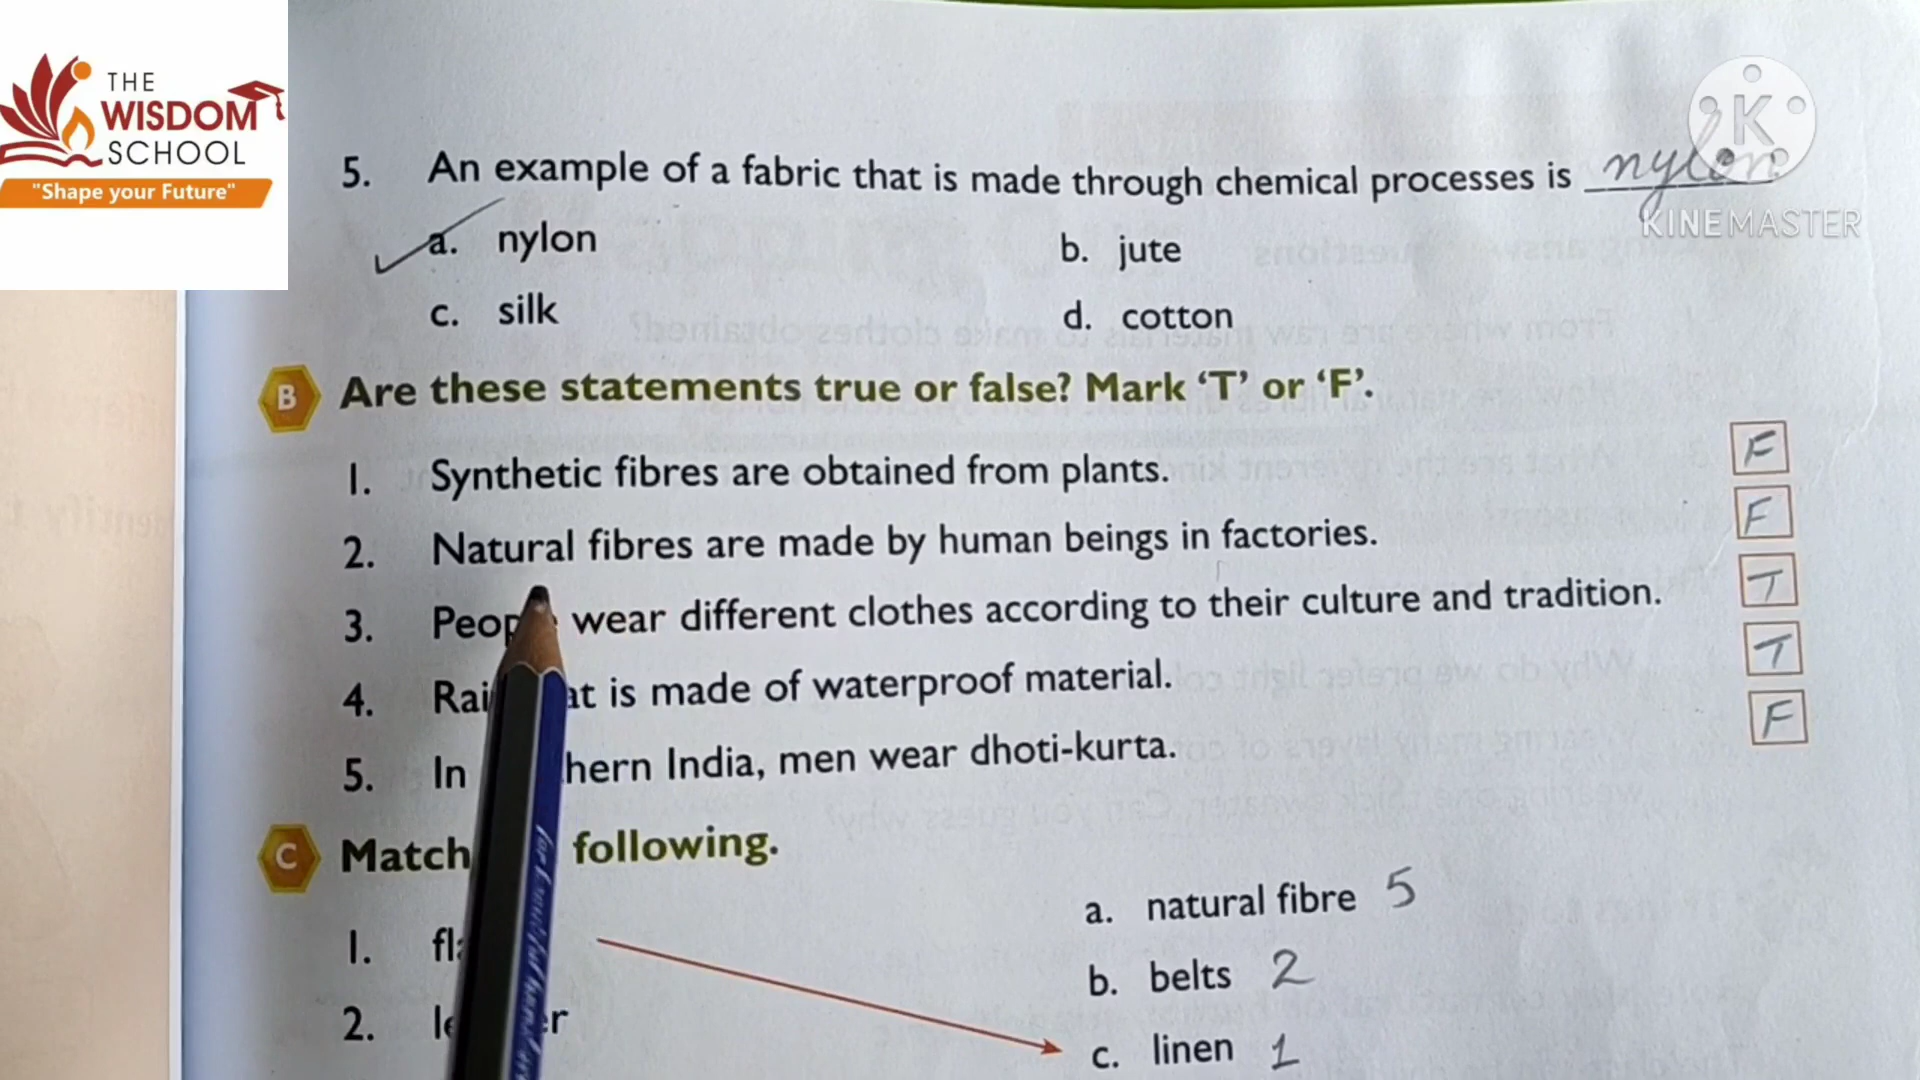 THE
WISDOM
SCHOOL
"Shape your Future"
K
KINEMASTER
5. An example of a fabric that is made through chemical processes is nylon.
a. nylon b. jute
c. silk d. cotton
B Are these statements true or false? Mark ‘T’ or ‘F’.
1. Synthetic fibres are obtained from plants. F
2. Natural fibres are made by human beings in factories. F
3. wear different clothes according to their culture and tradition. T
4. is made of waterproof material. T
5. In India, men wear dhoti-kurta. F
C Match following.
a. natural fibre 5
1.
b. belts 2
2.
c. linen 1